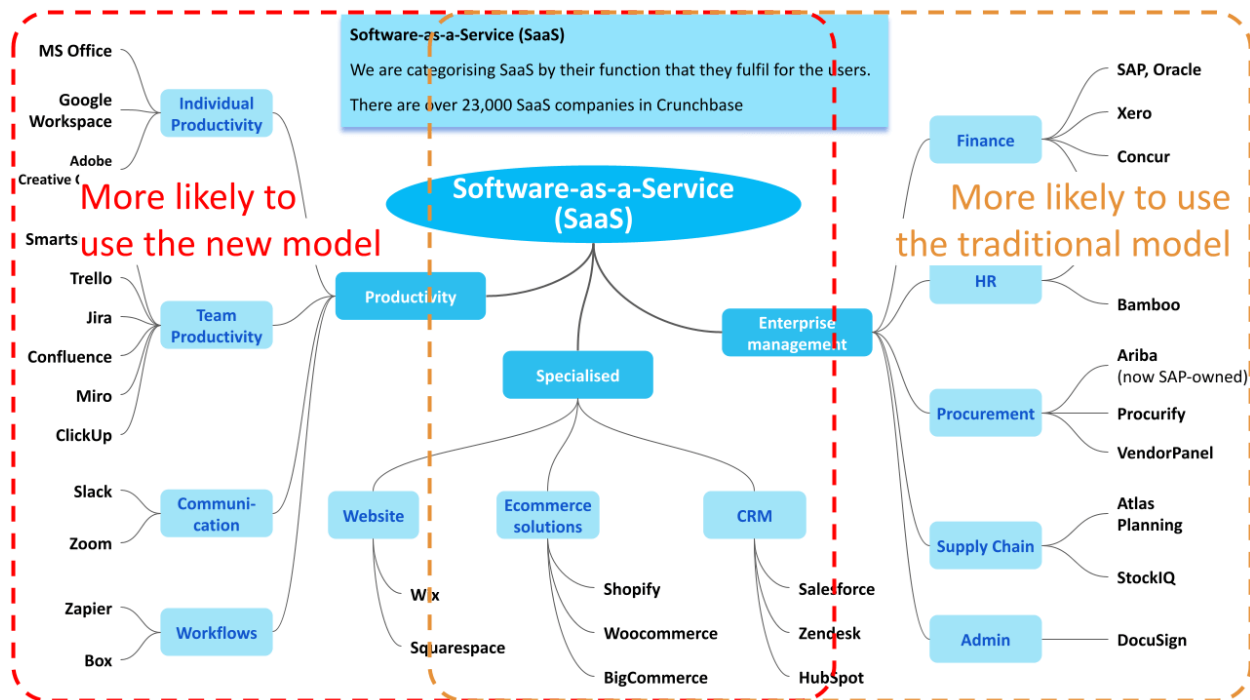 Software-as-a-Service (SaaS)
We are categorising SaaS by their function that they fulfil for the users.
There are over 23,000 SaaS companies in Crunchbase
Software-as-a-Service
(SaaS)
More likely to
use the new model
More likely to use
the traditional model
Productivity
Individual
Productivity
MS Office
Google
Workspace
Adobe
Creative
Team
Productivity
Trello
Jira
Confluence
Miro
ClickUp
Communi-
cation
Slack
Zoom
Workflows
Zapier
Box
Specialised
Website
Wix
Squarespace
Ecommerce
solutions
Shopify
Woocommerce
BigCommerce
CRM
Salesforce
Zendesk
HubSpot
Enterprise
management
Finance
SAP, Oracle
Xero
Concur
HR
Bamboo
Procurement
Ariba
(now SAP-owned)
Procurify
VendorPanel
Supply Chain
Atlas
Planning
StockIQ
Admin
DocuSign